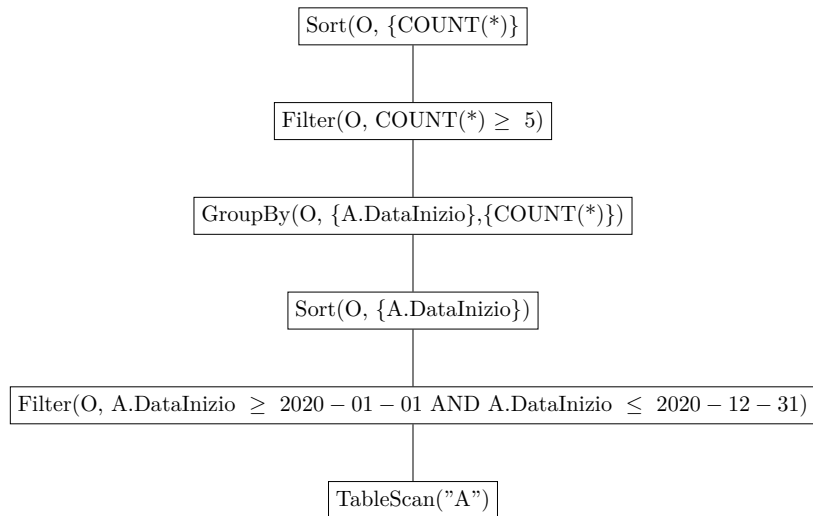 Sort(O, {COUNT(*)}
Filter(O, COUNT(*) ≥ 5)
GroupBy(O, {A.DataInizio},{COUNT(*)})
Sort(O, {A.DataInizio})
Filter(O, A.DataInizio ≥ 2020 − 01 − 01 AND A.DataInizio ≤ 2020 − 12 − 31)
TableScan(”A”)